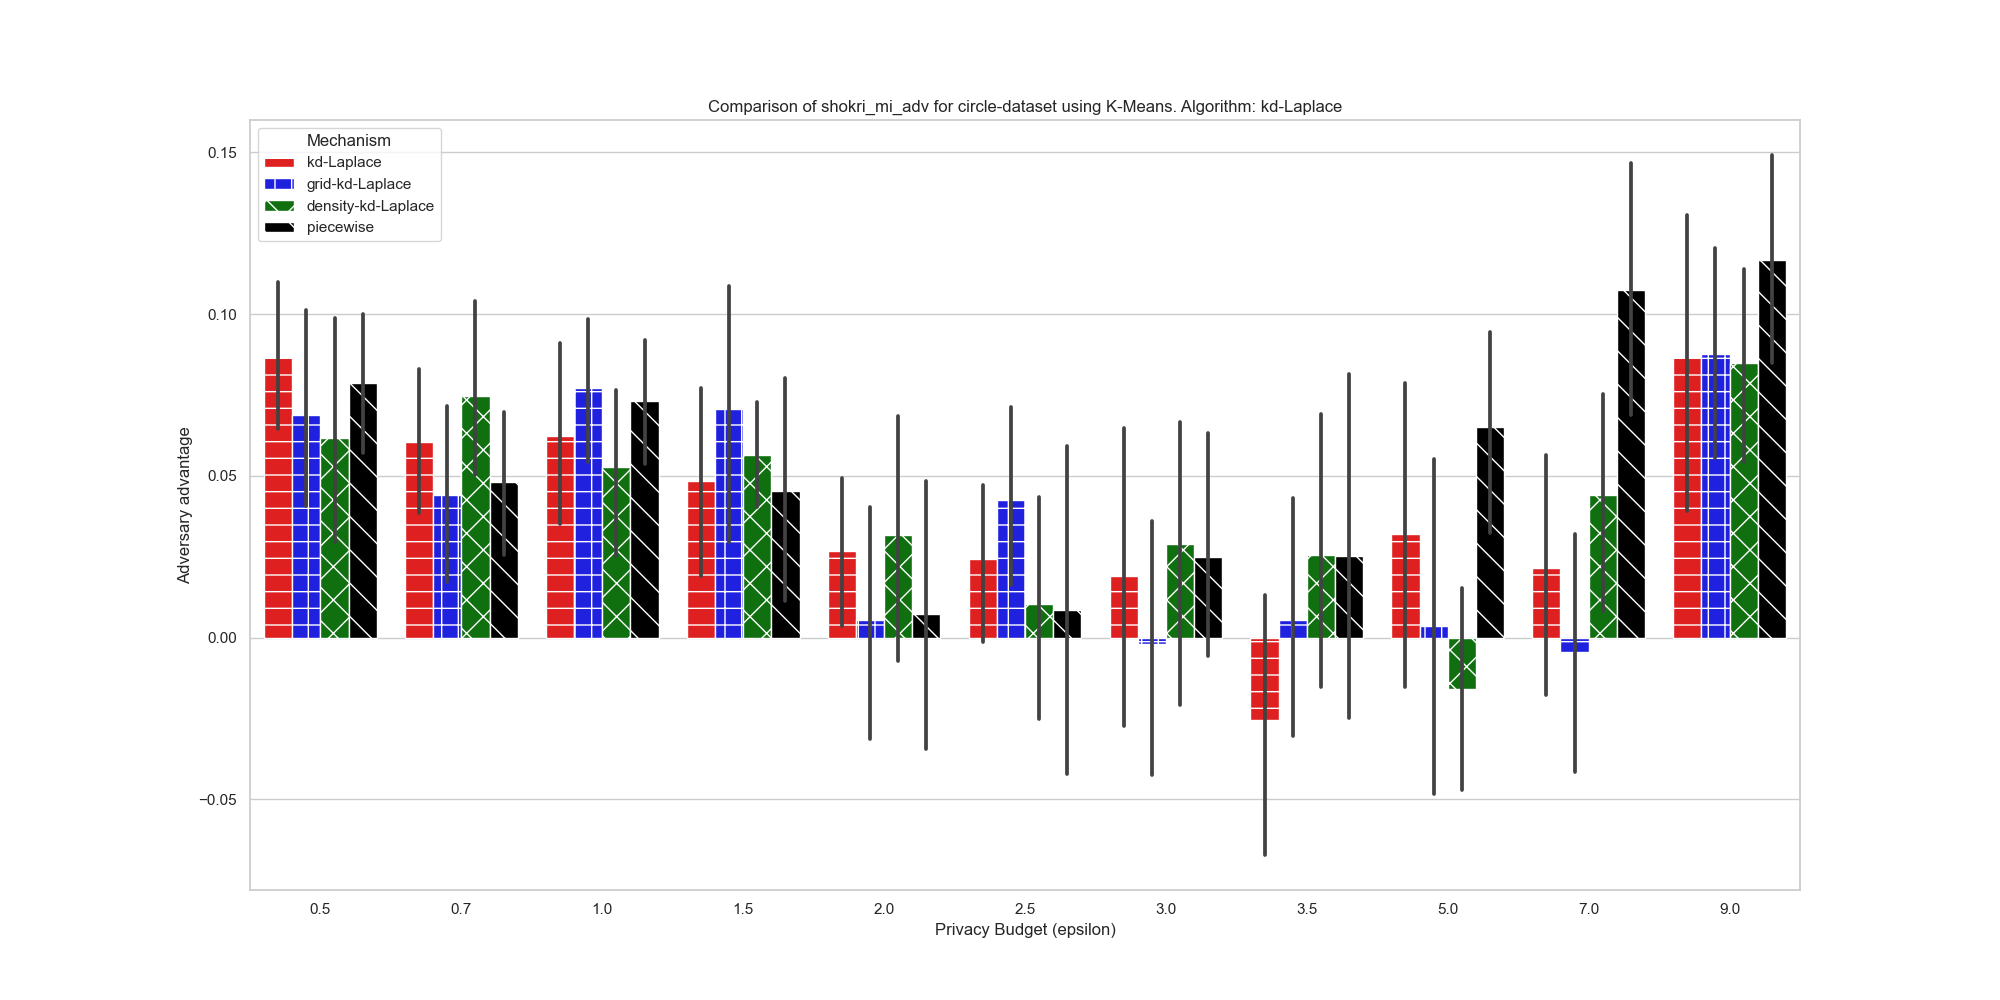 Comparison of shokri_mi_adv for circle-dataset using K-Means. Algorithm: kd-Laplace
Mechanism
kd-Laplace
grid-kd-Laplace
density-kd-Laplace
piecewise
Adversary advantage
0.15
0.10
0.05
0.00
−0.05
0.5 0.7 1.0 1.5 2.0 2.5 3.0 3.5 5.0 7.0 9.0
Privacy Budget (epsilon)